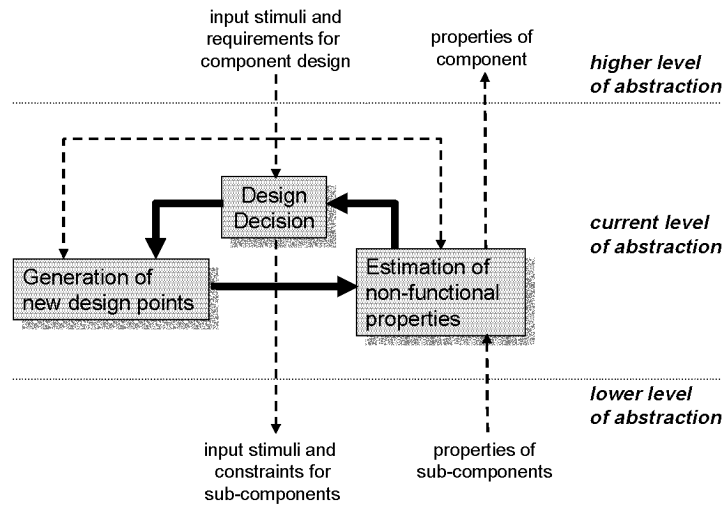 input stimuli and
requirements for
component design
properties of
component
higher level
of abstraction
Design
Decision
current level
of abstraction
Generation of
new design points
Estimation of
non-functional
properties
lower level
of abstraction
input stimuli and
constraints for
sub-components
properties of
sub-components